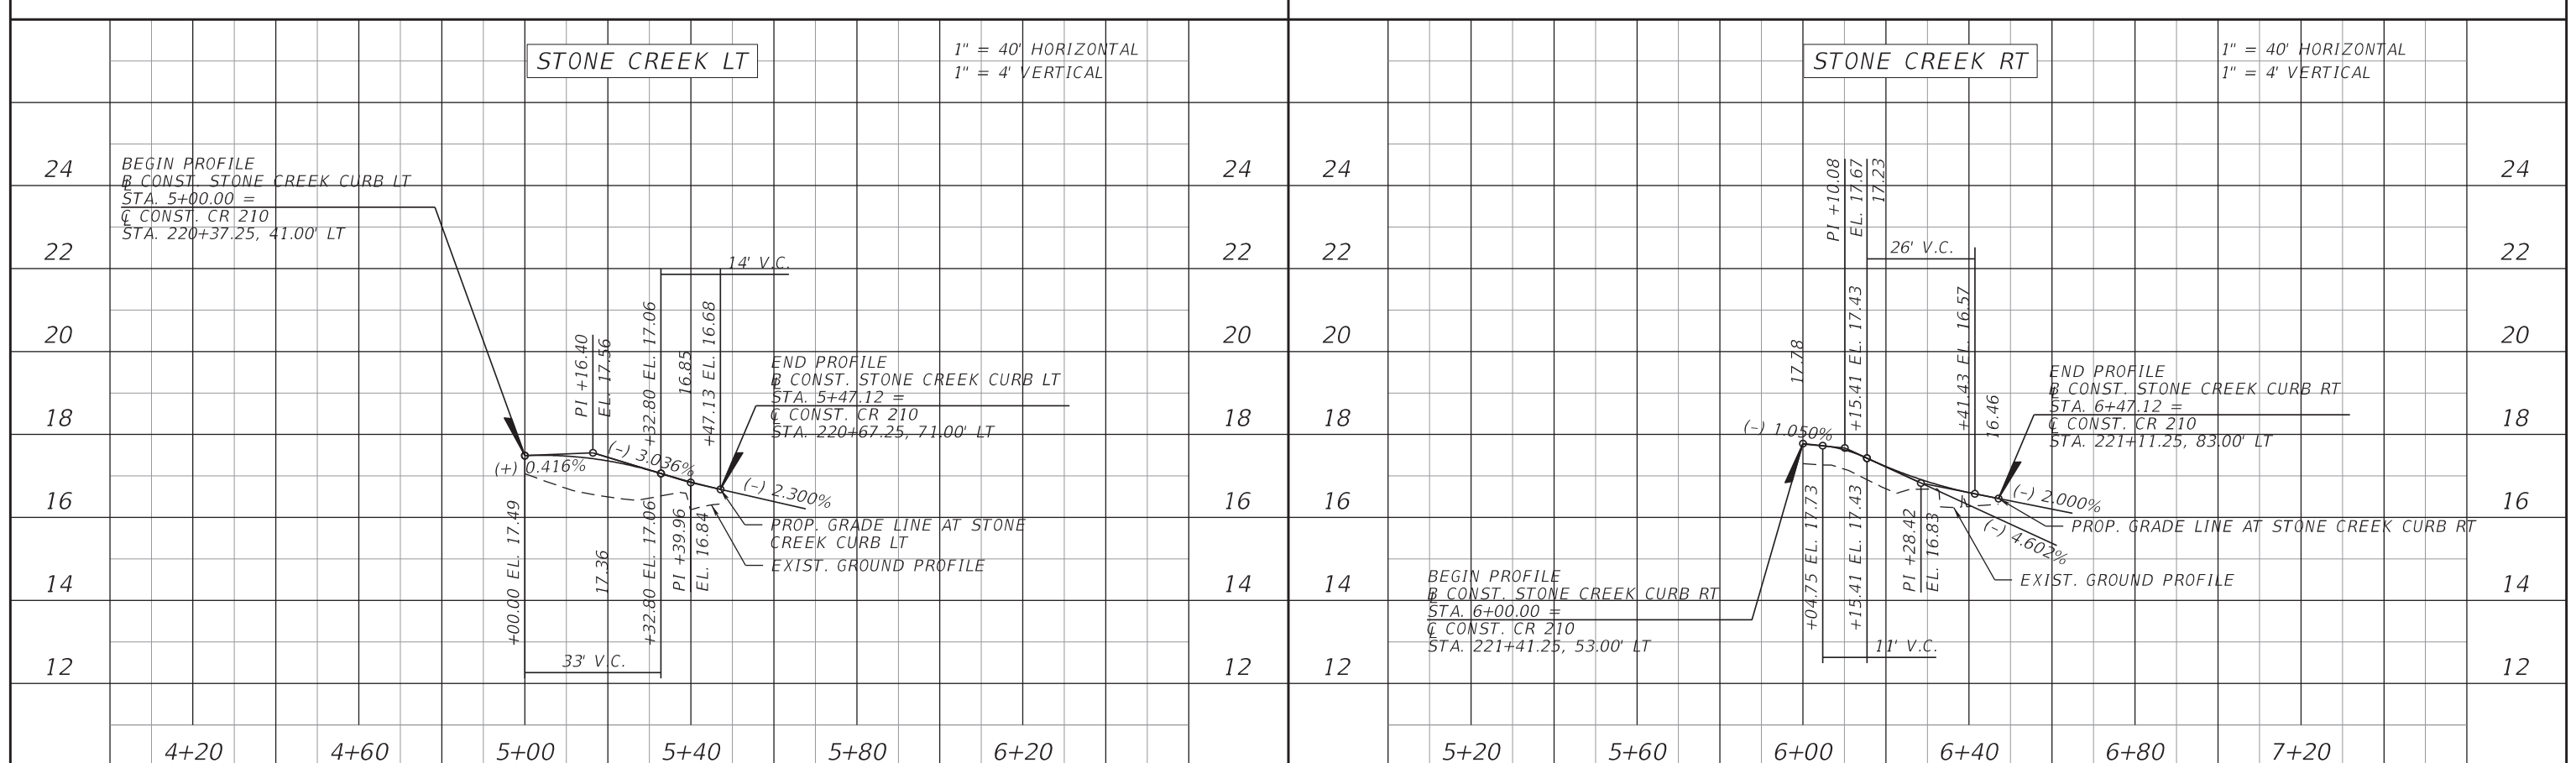 STONE CREEK LT
1" = 40' HORIZONTAL
1" = 4' VERTICAL
BEGIN PROFILE
BL CONST. STONE CREEK CURB LT
STA. 5+00.00 =
CL CONST. CR 210
STA. 220+37.25, 41.00' LT
24
22
20
18
16
14
12
24
22
20
18
16
14
12
14' V.C.
PI +16.40
EL. 17.56
+32.80 EL. 17.06
16.85
+47.13 EL. 16.68
END PROFILE
BL CONST. STONE CREEK CURB LT
STA. 5+47.12 =
CL CONST. CR 210
STA. 220+67.25, 71.00' LT
(+) 0.416%
(-) 3.036%
(-) 2.300%
PROP. GRADE LINE AT STONE
CREEK CURB LT
EXIST. GROUND PROFILE
+00.00 EL. 17.49
17.36
+32.80 EL. 17.06
PI +39.96
EL. 16.84
33' V.C.
4+20
4+60
5+00
5+40
5+80
6+20
STONE CREEK RT
1" = 40' HORIZONTAL
1" = 4' VERTICAL
24
22
20
18
16
14
12
24
22
20
18
16
14
12
PI +10.08
EL. 17.67
17.23
26' V.C.
17.78
+15.41 EL. 17.43
+41.43 EL. 16.57
16.46
END PROFILE
BL CONST. STONE CREEK CURB RT
STA. 6+47.12 =
CL CONST. CR 210
STA. 221+11.25, 83.00' LT
(-) 1.050%
(-) 2.000%
(-) 4.602%
PROP. GRADE LINE AT STONE CREEK CURB RT
EXIST. GROUND PROFILE
BEGIN PROFILE
BL CONST. STONE CREEK CURB RT
STA. 6+00.00 =
CL CONST. CR 210
STA. 221+41.25, 53.00' LT
+04.75 EL. 17.73
+15.41 EL. 17.43
PI +28.42
EL. 16.83
11' V.C.
5+20
5+60
6+00
6+40
6+80
7+20